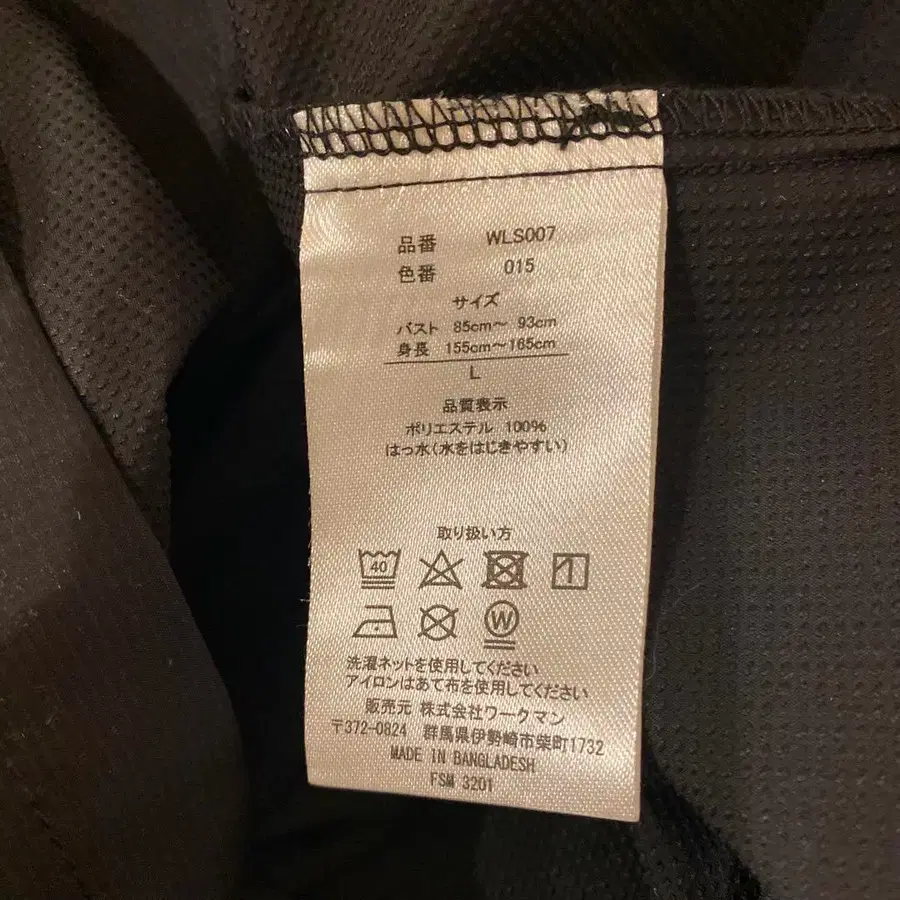 品番 WLS007
色番 015
サイズ
バスト 85cm～ 93cm
身長 155cm～165cm
L
品質表示
ポリエステル 100%
はっ水(水をはじきやすい)
取り扱い方
40
W
洗濯ネットを使用してください
アイロンはあて布を使用してください
販売元 株式会社ワークマン
〒372-0824 群馬県伊勢崎市柴町1732
MADE IN BANGLADESH
FSM 3201